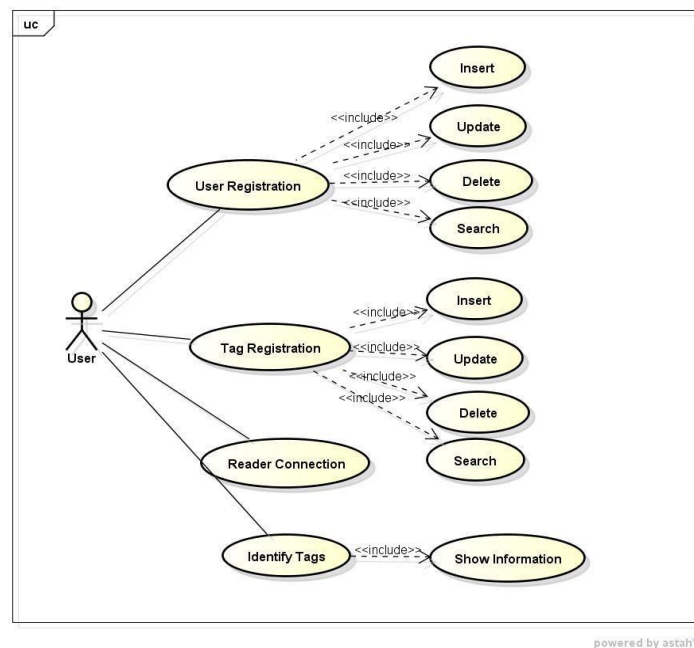 uc
Insert
<<include>>
Update
<<include>>
User Registration
<<include>>
Delete
<<include>>
Search
Insert
<<include>>
Tag Registration
<<include>>
Update
<<include>>
User
<<include>>
Delete
Reader Connection
Search
Identify Tags
<<include>>
Show Information
powered by astah